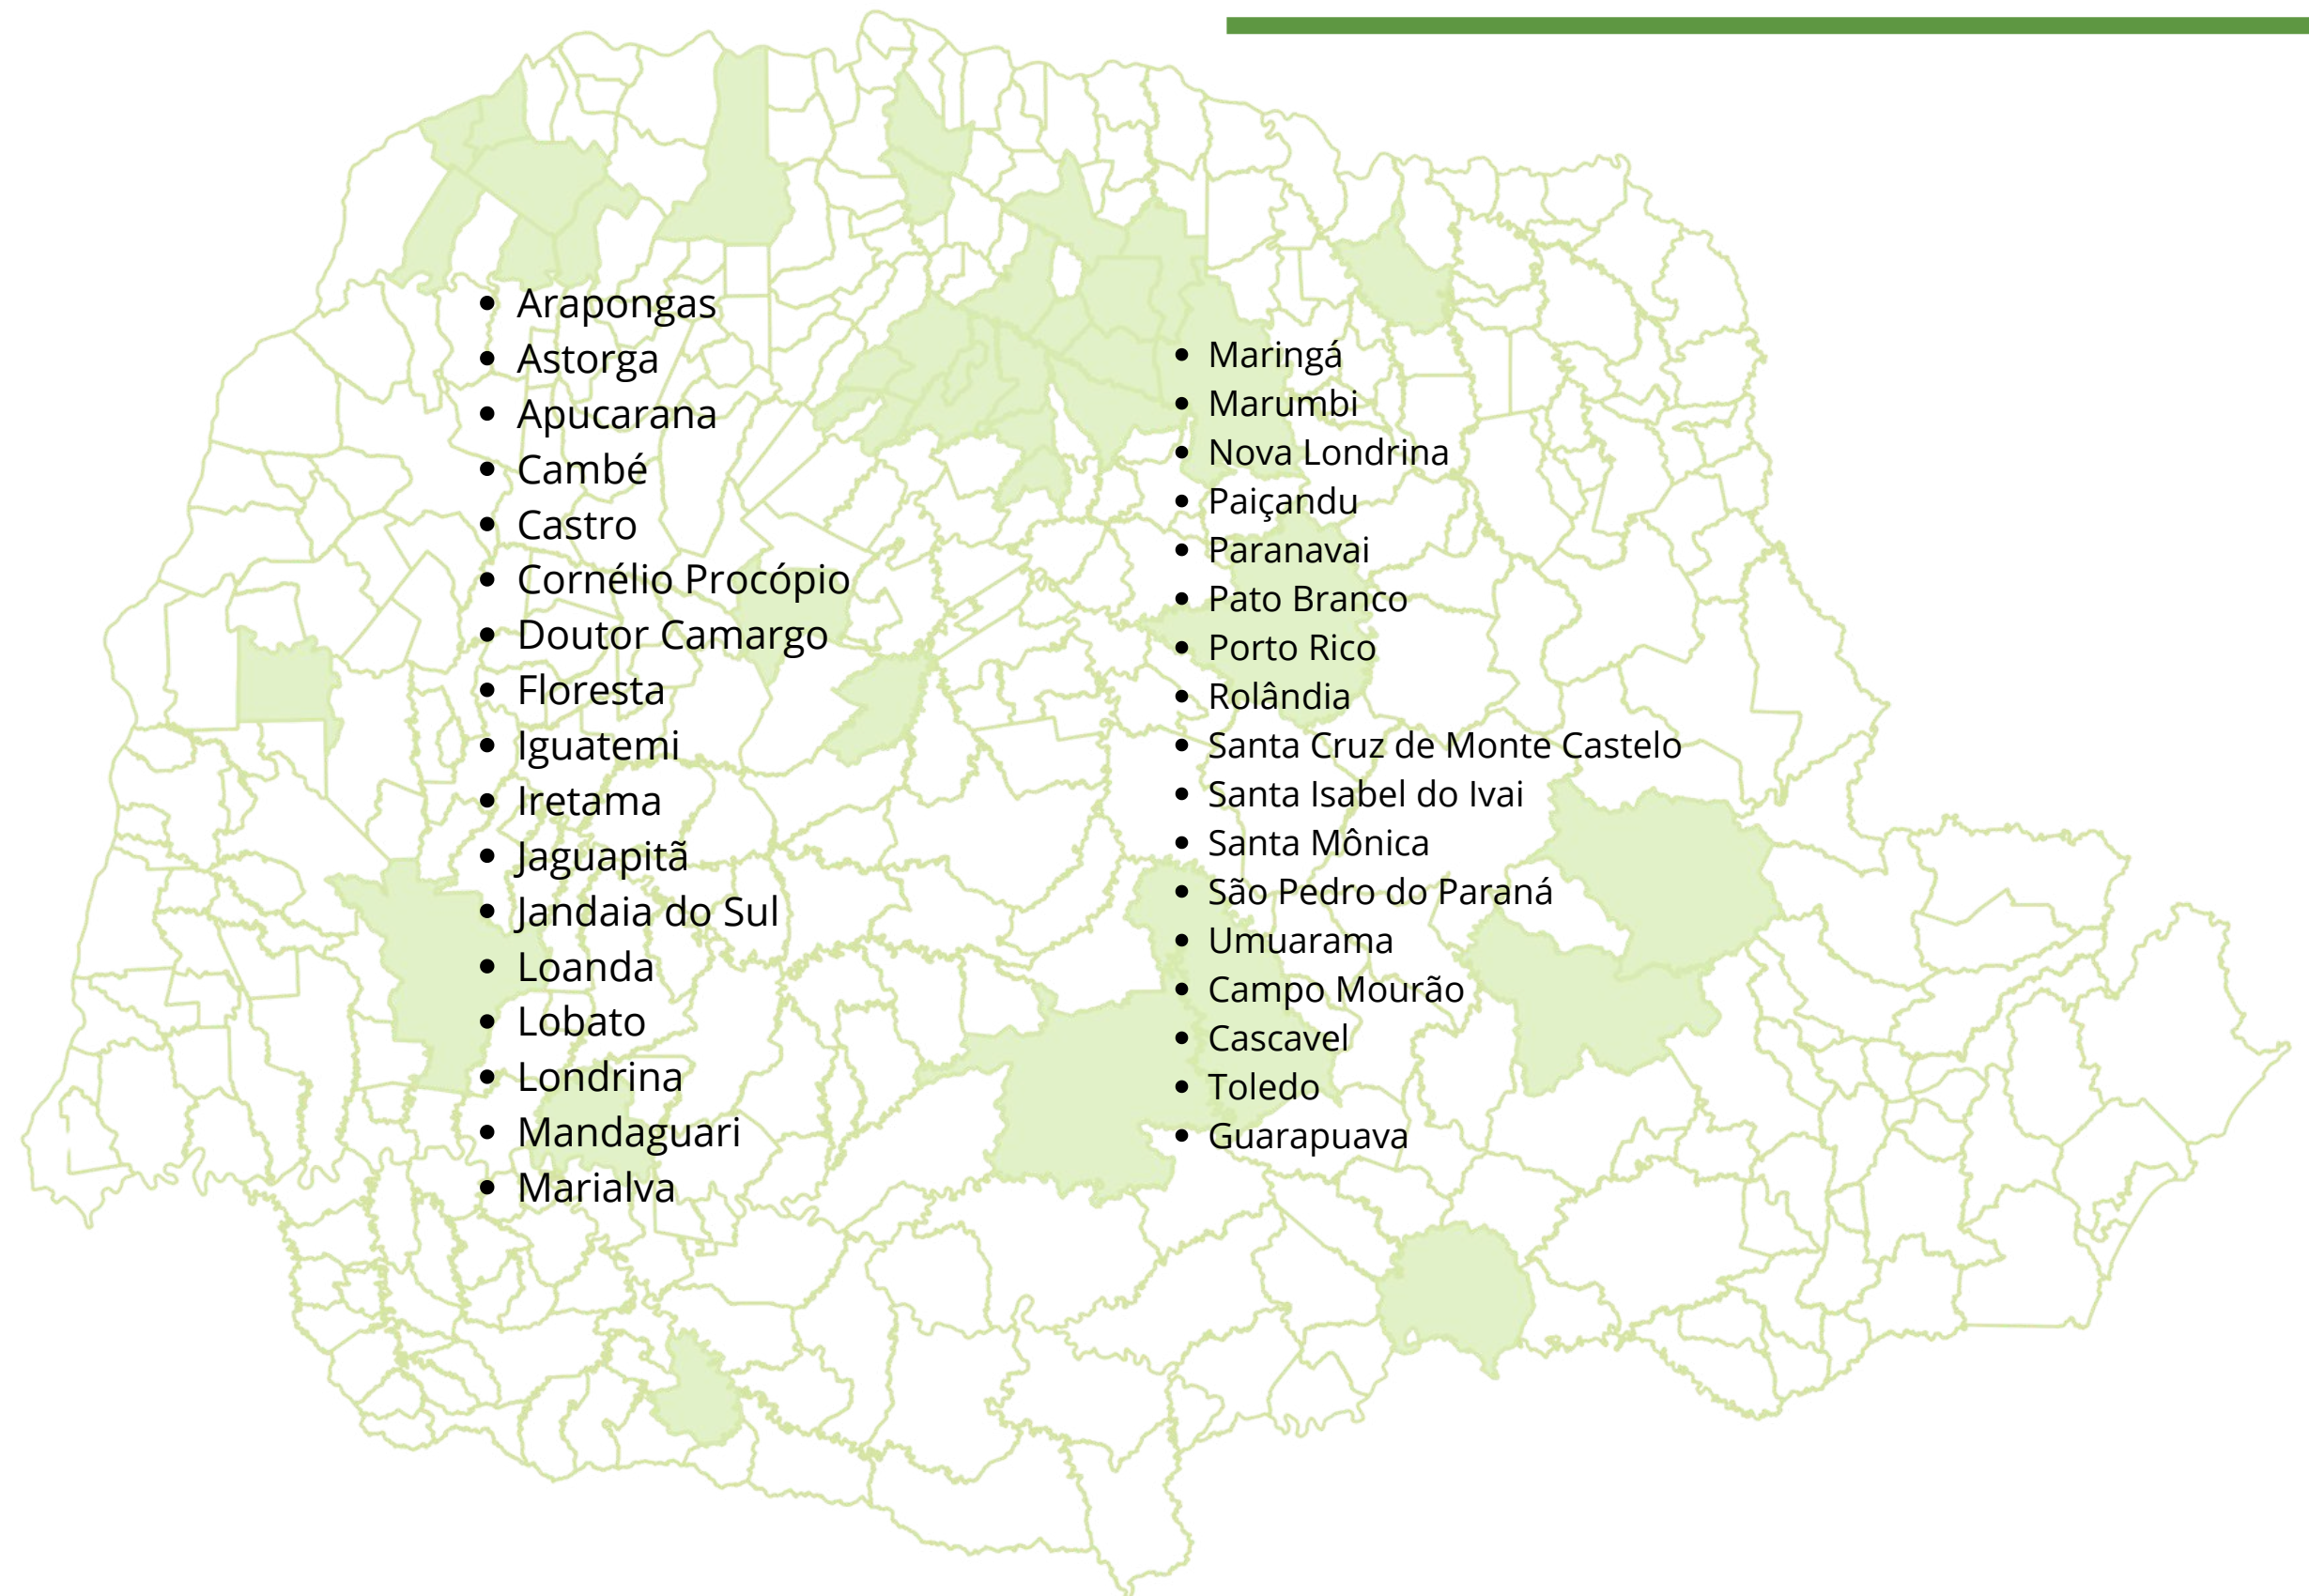 • Arapongas
• Astorga
• Apucarana
• Cambé
• Castro
• Cornélio Procópio
• Doutor Camargo
• Floresta
• Iguatemi
• Iretama
• Jaguapitã
• Jandaia do Sul
• Loanda
• Lobato
• Londrina
• Mandaguari
• Marialva
• Maringá
• Marumbi
• Nova Londrina
• Paiçandu
• Paranavai
• Pato Branco
• Porto Rico
• Rolândia
• Santa Cruz de Monte Castelo
• Santa Isabel do Ivai
• Santa Mônica
• São Pedro do Paraná
• Umuarama
• Campo Mourão
• Cascavel
• Toledo
• Guarapuava